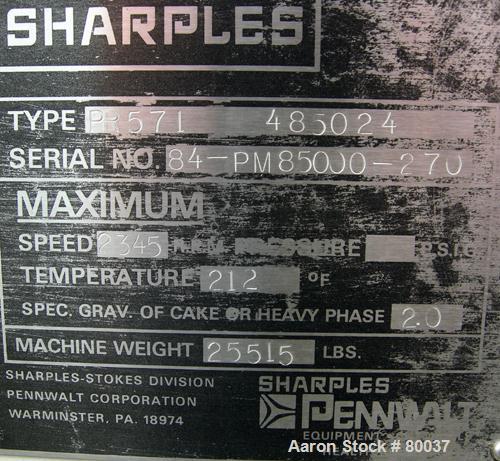 SHARPLES
TYPE 571 485024
SERIAL NO. 84-PM85000-270
MAXIMUM
SPEED 2345 R.P.M. PRESSURE P.S.I.G.
TEMPERATURE 212 °F
SPEC. GRAV. OF CAKE OR HEAVY PHASE 2.0
MACHINE WEIGHT 25515 LBS.
SHARPLES-STOKES DIVISION
PENNWALT CORPORATION
WARMINSTER, PA. 18974
SHARPLES
PENNWALT
EQUIPMENT
Aaron Stock # 80037